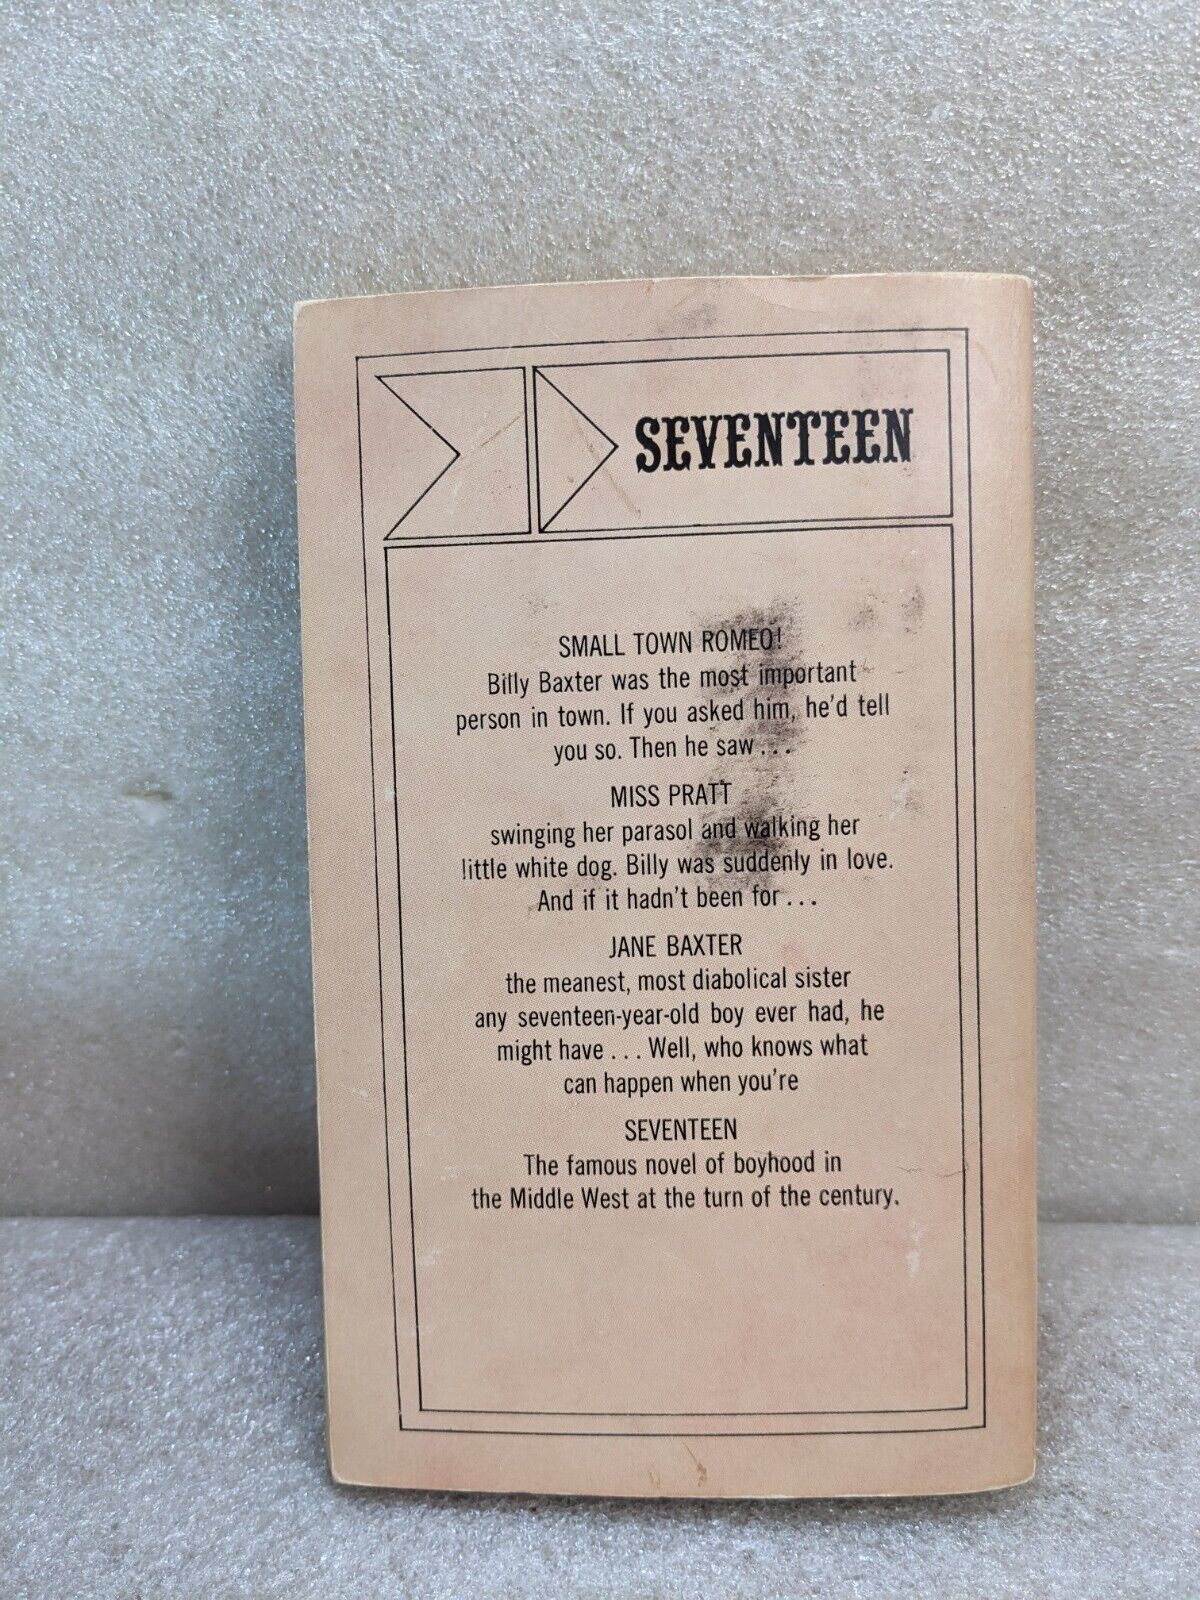 SEVENTEEN
SMALL TOWN ROMEO!
Billy Baxter was the most important
person in town. If you asked him, he'd tell
you so. Then he saw . . .
MISS PRATT
swinging her parasol and walking her
little white dog. Billy was suddenly in love.
And if it hadn't been for . . .
JANE BAXTER
the meanest, most diabolical sister
any seventeen-year-old boy ever had, he
might have . . . Well, who knows what
can happen when you're
SEVENTEEN
The famous novel of boyhood in
the Middle West at the turn of the century.